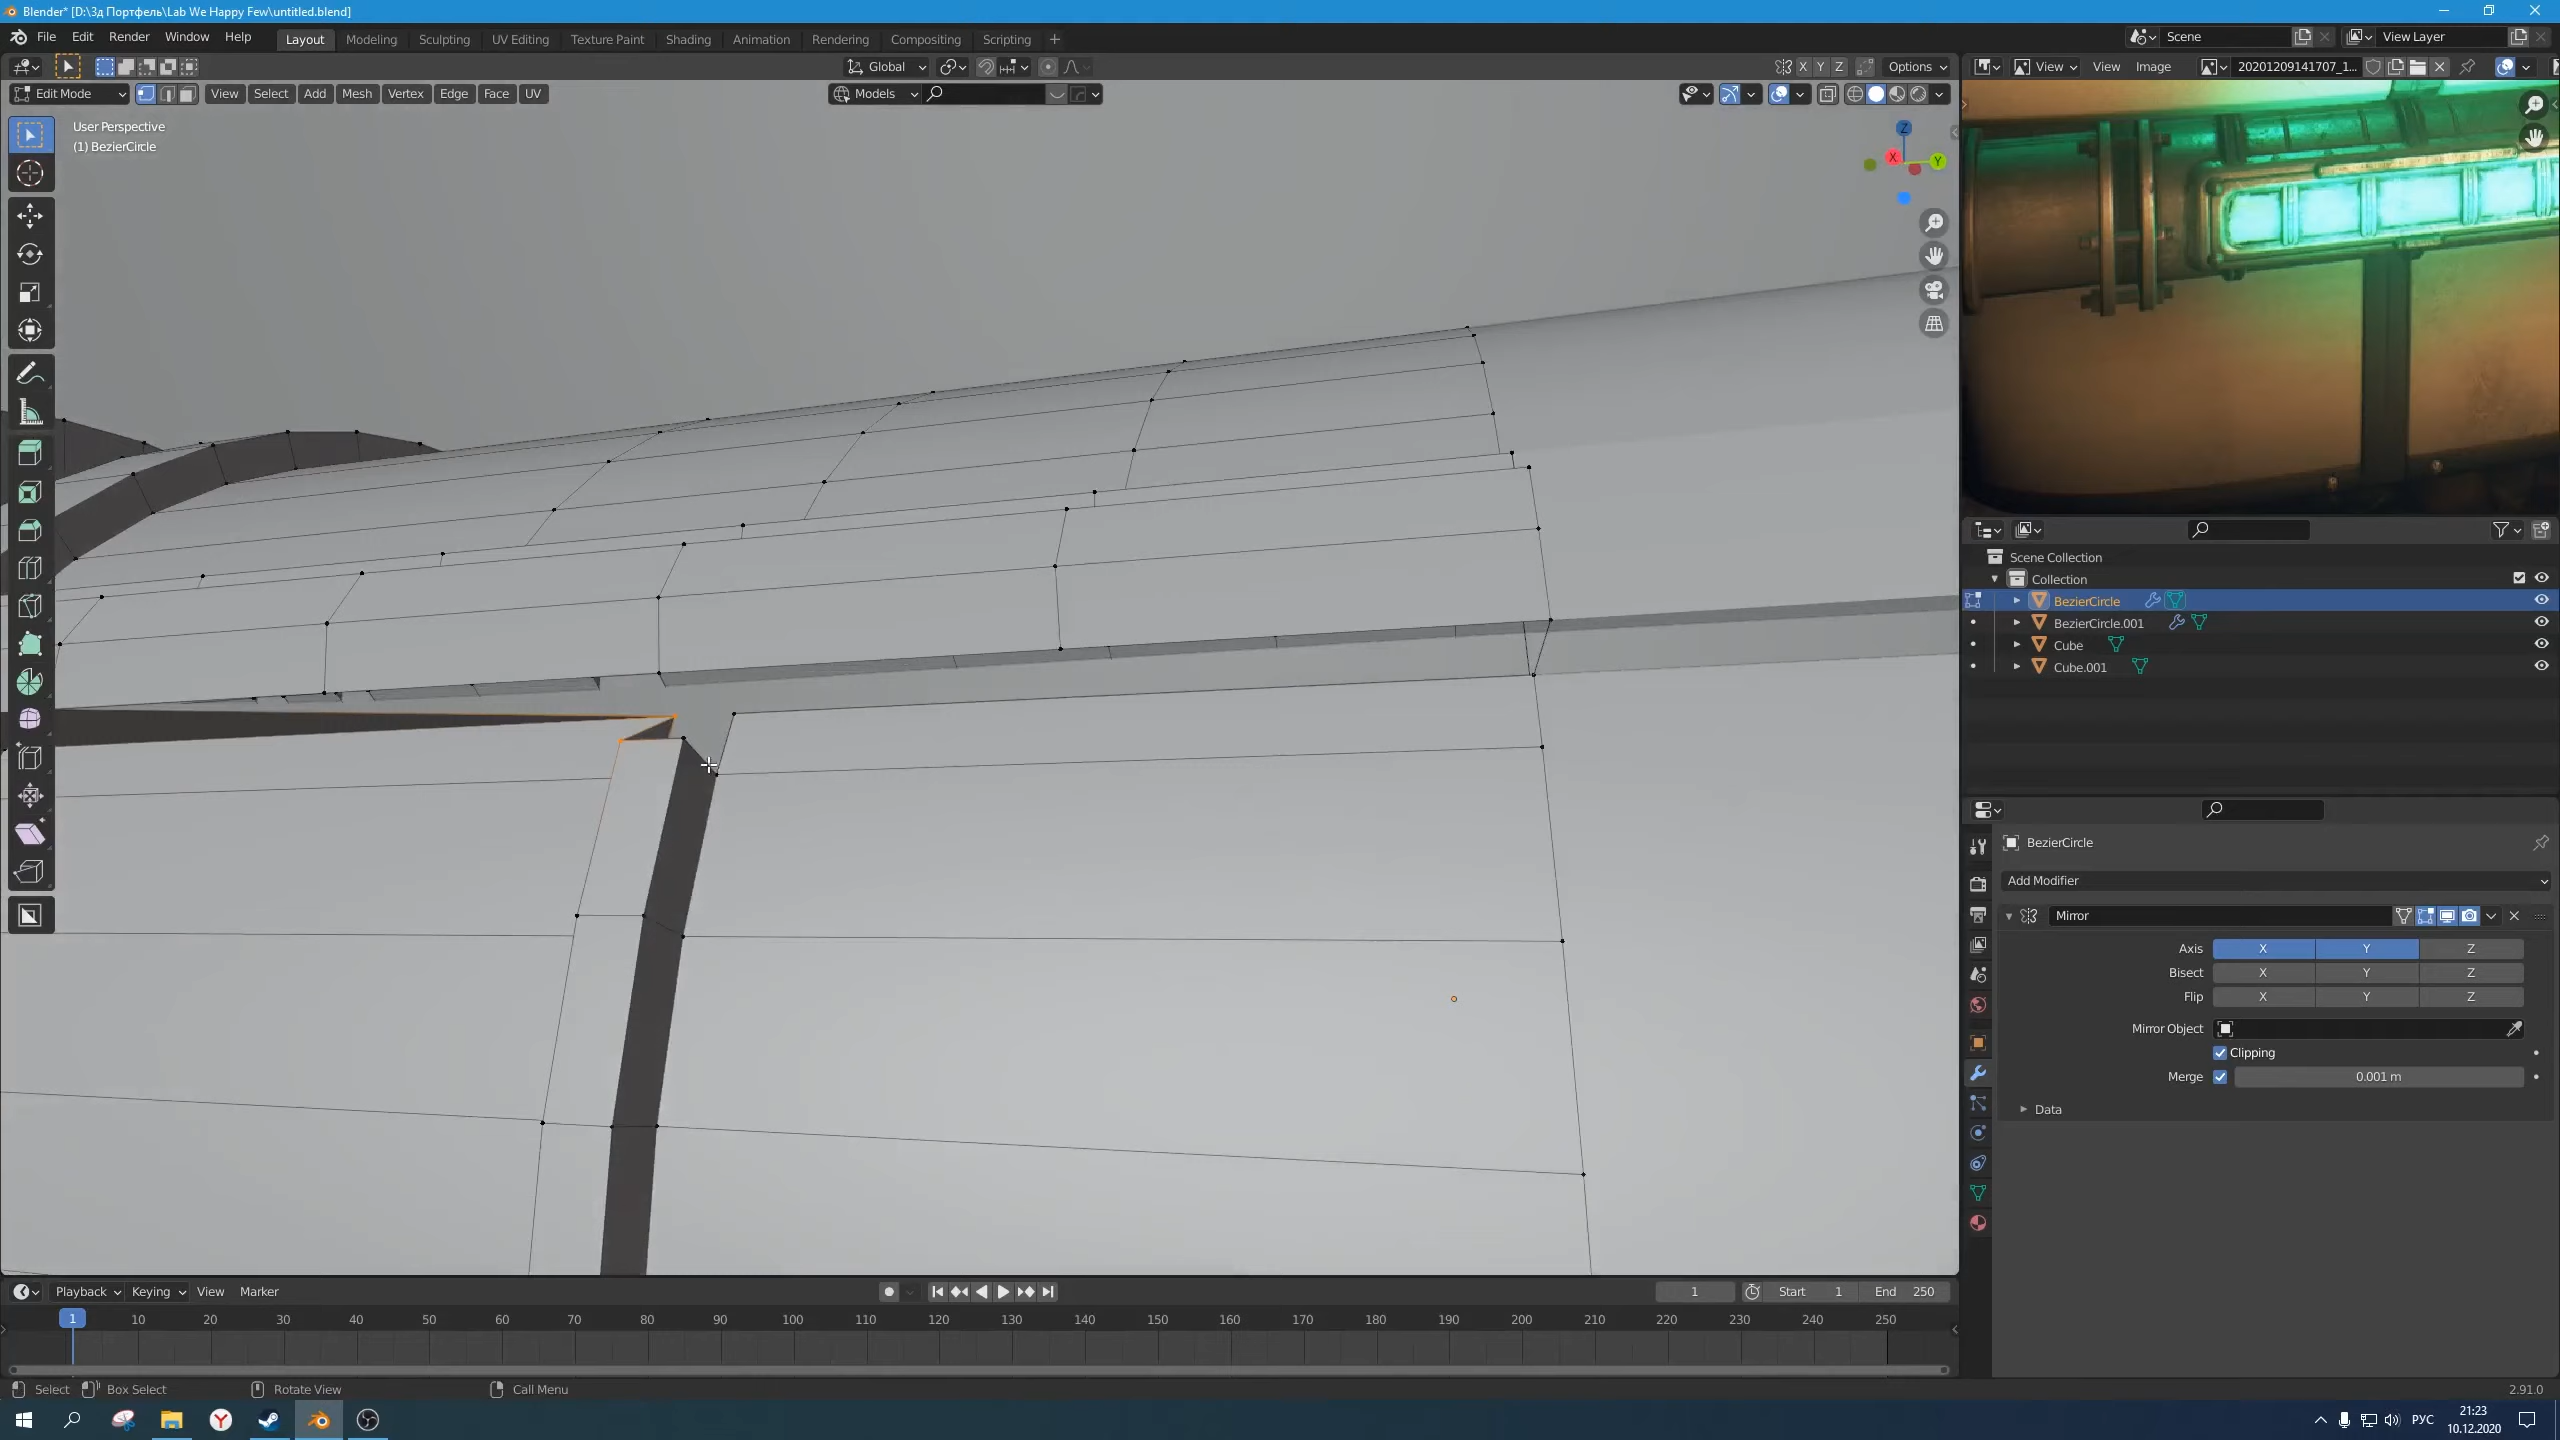 Blender* [D:\3д Портфель\Lab We Happy Few\untitled.blend]
File Edit Render Window Help Layout Modeling Sculpting UV Editing Texture Paint Shading Animation Rendering Compositing Scripting + Scene View Layer
Global X Y Z Options View View Image 20201209141707_1...
Edit Mode View Select Add Mesh Vertex Edge Face UV Models
User Perspective
(1) BezierCircle
Z
X Y
Scene Collection
Collection
BezierCircle
BezierCircle.001
Cube
Cube.001
BezierCircle
Add Modifier
Mirror
Axis X Y Z
Bisect X Y Z
Flip X Y Z
Mirror Object
Clipping
Merge 0.001 m
Data
Playback Keying View Marker 1 Start 1 End 250
1 10 20 30 40 50 60 70 80 90 100 110 120 130 140 150 160 170 180 190 200 210 220 230 240 250
Select Box Select Rotate View Call Menu 2.91.0
РУС 21:23
10.12.2020